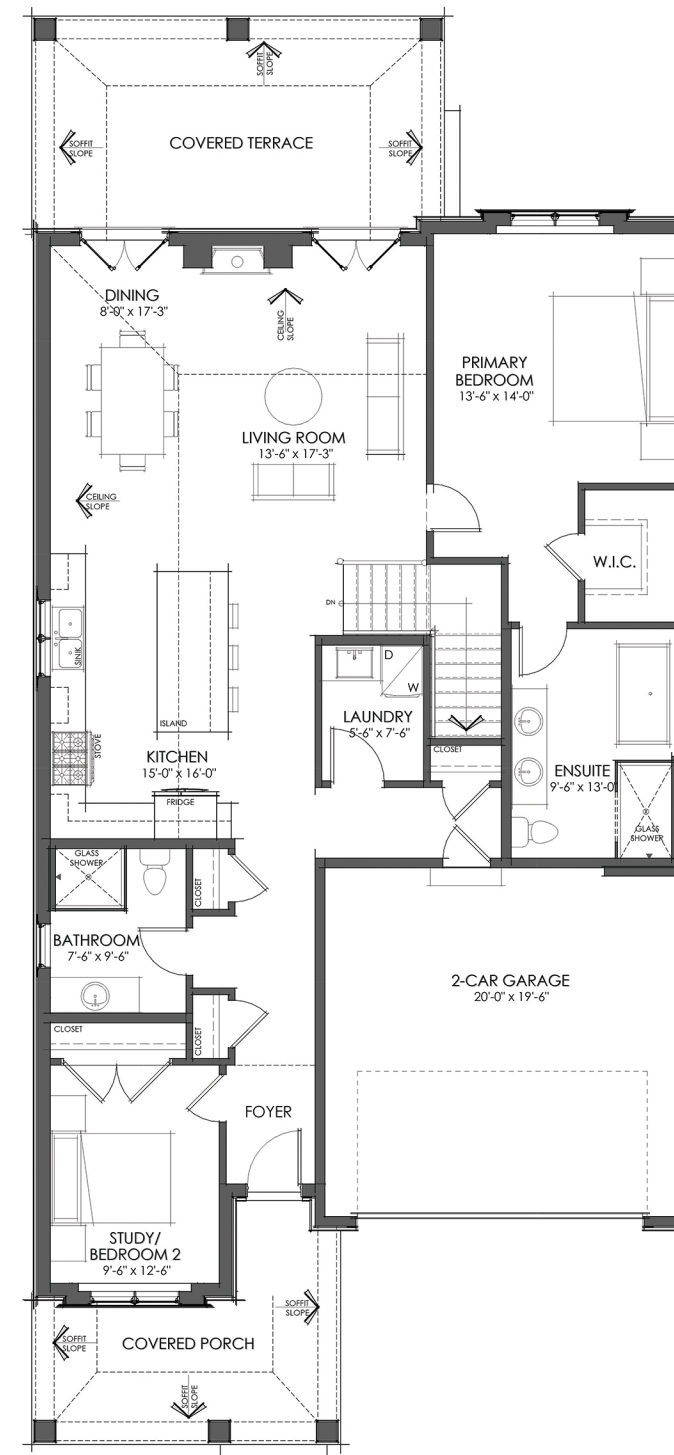 SOFFIT
SLOPE
SOFFIT
SLOPE
COVERED TERRACE
SOFFIT
SLOPE
DINING
8'-0" x 17'-3"
CEILING
SLOPE
PRIMARY
BEDROOM
13'-6" x 14'-0"
LIVING ROOM
13'-6" x 17'-3"
CEILING
SLOPE
W.I.C.
DN
SINK
D
W
LAUNDRY
5'-6" x 7'-6"
ISLAND
STOVE
CLOSET
KITCHEN
15'-0" x 16'-0"
ENSUITE
9'-6" x 13'-0"
FRIDGE
GLASS
SHOWER
GLASS
SHOWER
CLOSET
BATHROOM
7'-6" x 9'-6"
2-CAR GARAGE
20'-0" x 19'-6"
CLOSET
CLOSET
FOYER
STUDY/
BEDROOM 2
9'-6" x 12'-6"
SOFFIT
SLOPE
SOFFIT
SLOPE
COVERED PORCH
SOFFIT
SLOPE